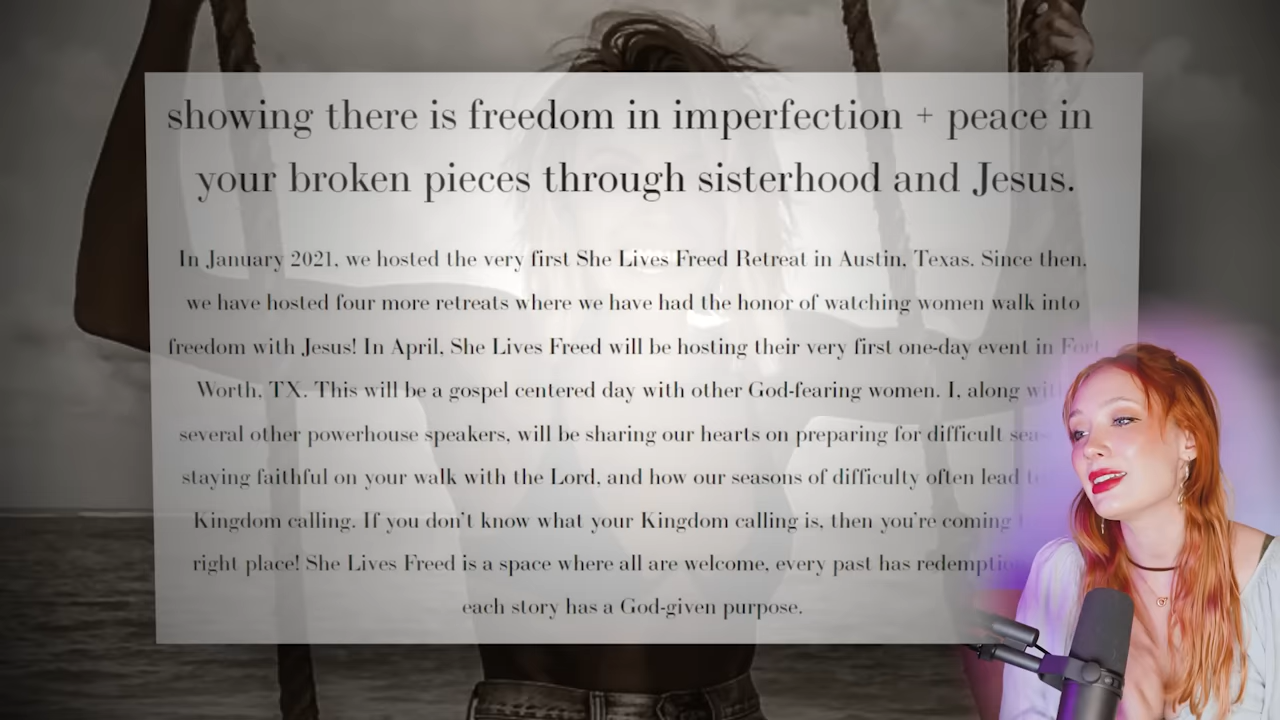 showing there is freedom in imperfection + peace in
your broken pieces through sisterhood and Jesus.
In January 2021, we hosted the very first She Lives Freed Retreat in Austin, Texas. Since then,
we have hosted four more retreats where we have had the honor of watching women walk into
freedom with Jesus! In April, She Lives Freed will be hosting their very first one-day event in Fort
Worth, TX. This will be a gospel centered day with other God-fearing women. I, along with
several other powerhouse speakers, will be sharing our hearts on preparing for difficult
staying faithful on your walk with the Lord, and how our seasons of difficulty often lead
Kingdom calling. If you don't know what your Kingdom calling is, then you're coming
right place! She Lives Freed is a space where all are welcome, every past has
each story has a God-given purpose.